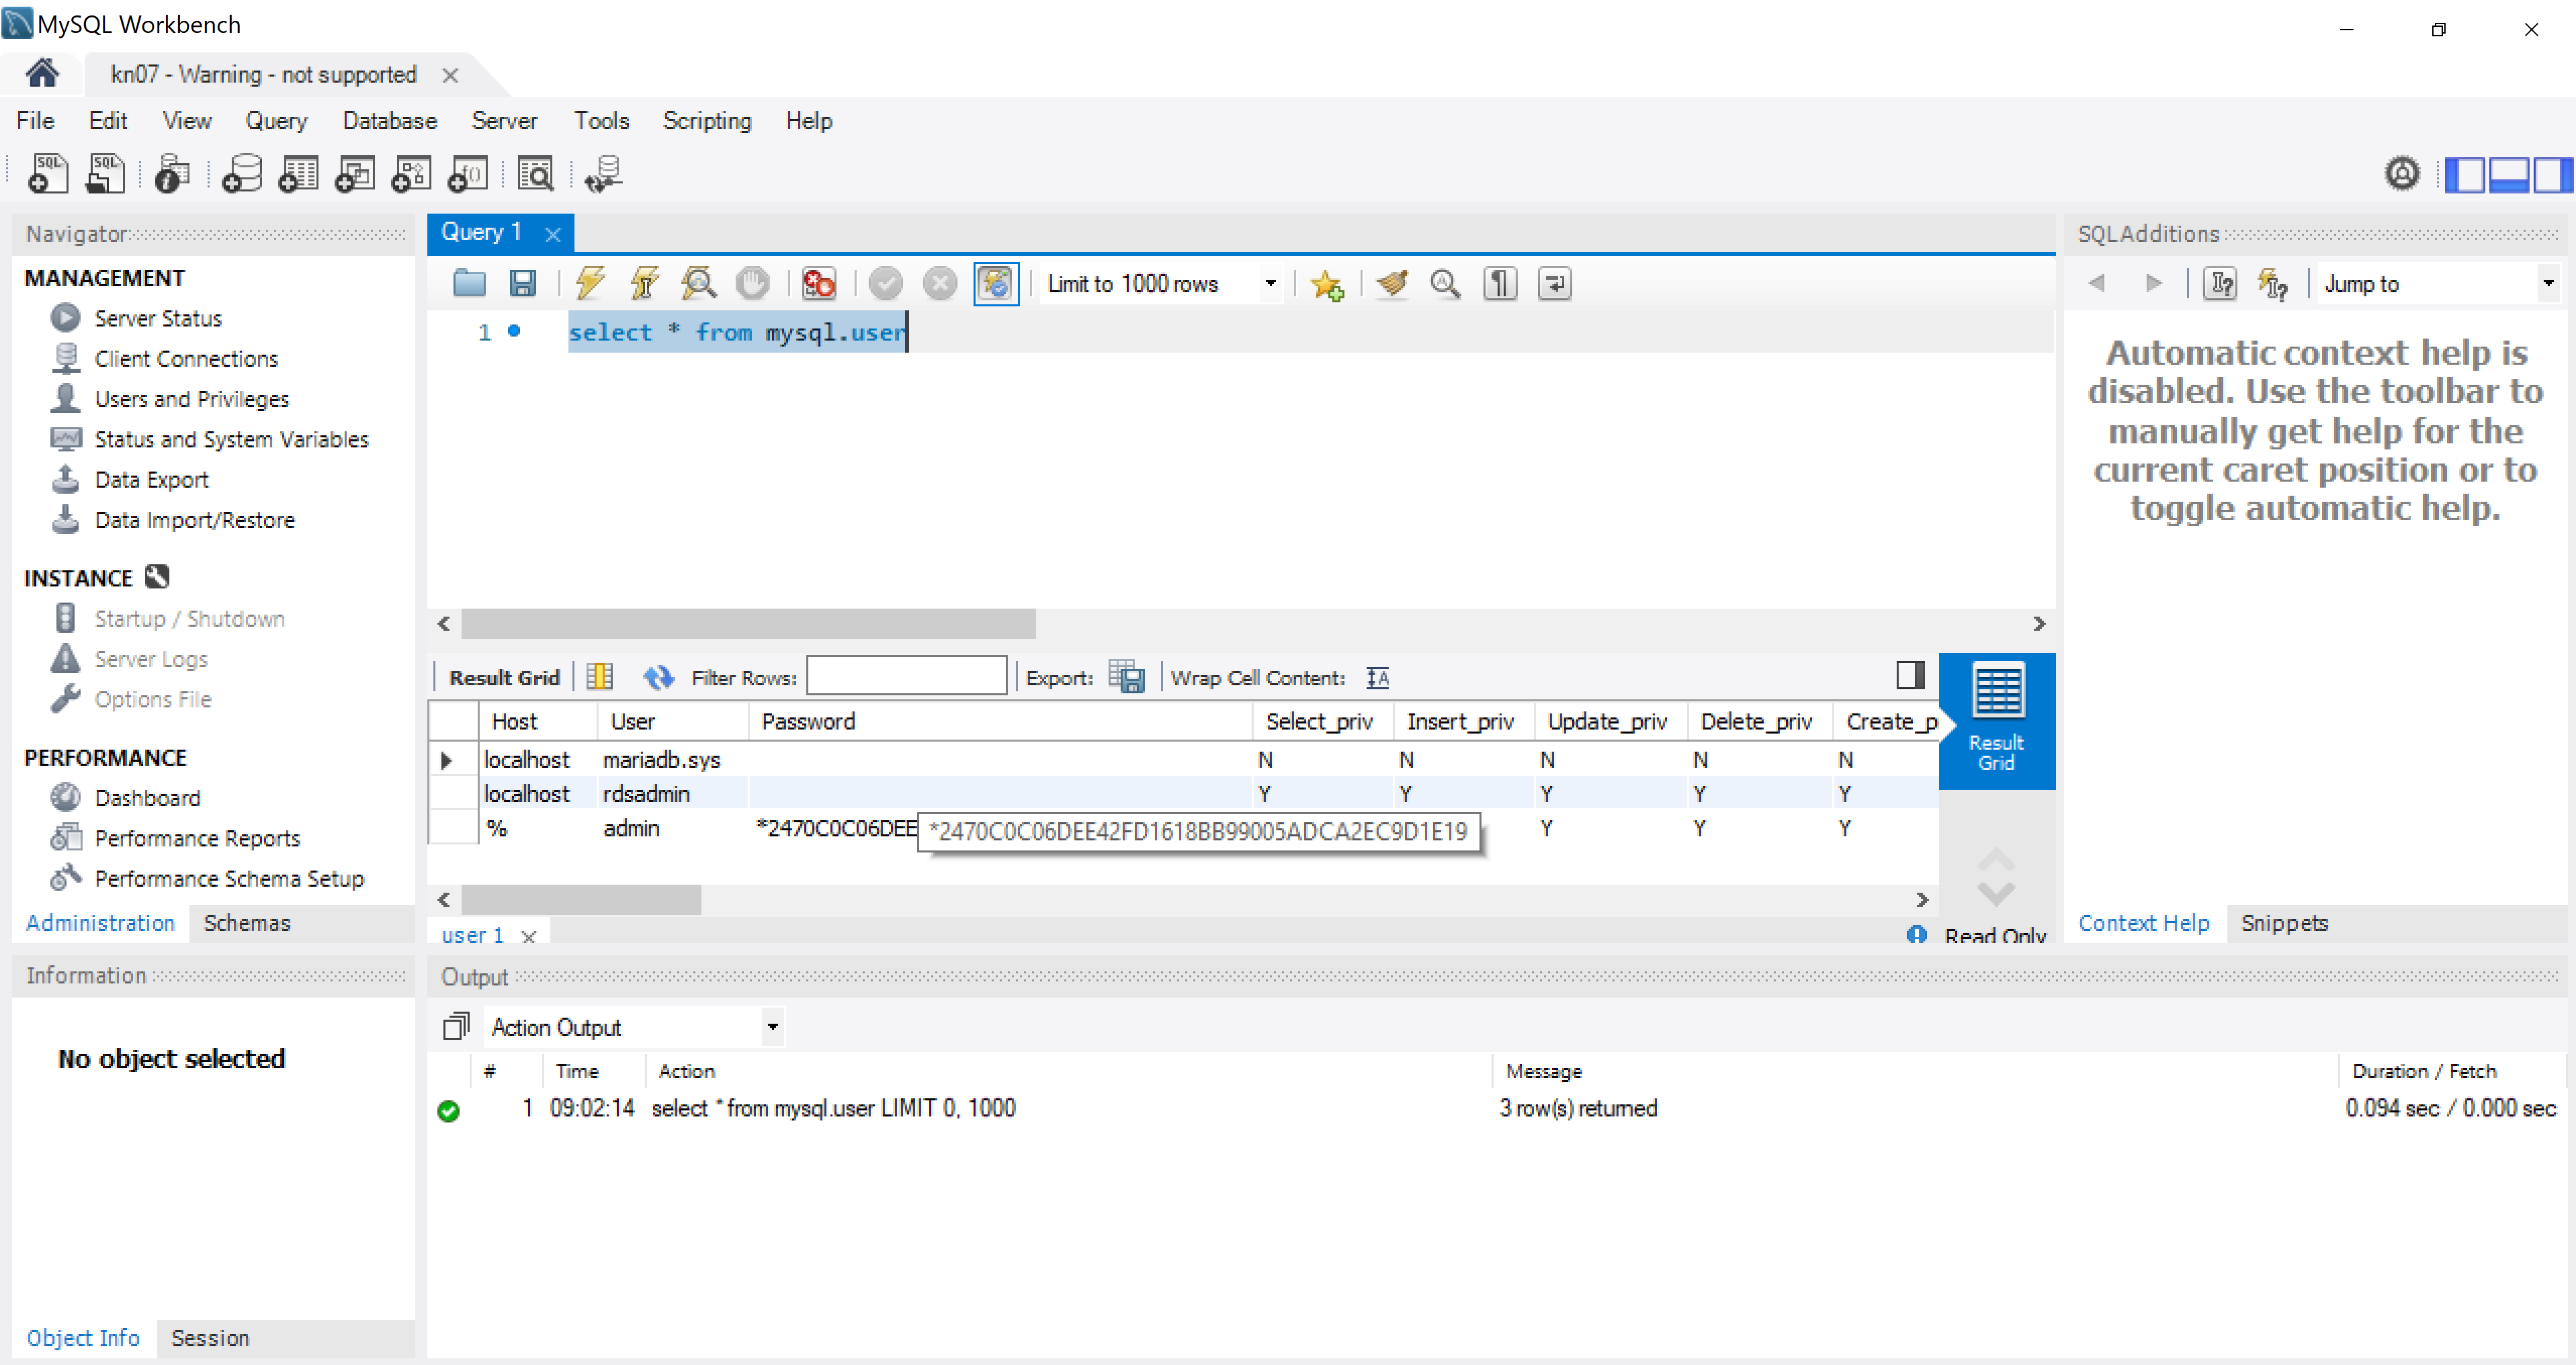 MySQL Workbench
kn07 - Warning - not supported
File Edit View Query Database Server Tools Scripting Help
SQL SQL
Navigator
MANAGEMENT
Server Status
Client Connections
Users and Privileges
Status and System Variables
Data Export
Data Import/Restore
INSTANCE
Startup / Shutdown
Server Logs
Options File
PERFORMANCE
Dashboard
Performance Reports
Performance Schema Setup
Administration Schemas
Query 1
Limit to 1000 rows
1 select * from mysql.user
Result Grid Filter Rows: Export: Wrap Cell Content:
Host User Password Select_priv Insert_priv Update_priv Delete_priv Create_p
localhost mariadb.sys N N N N N
localhost rdsadmin Y Y Y Y Y
% admin *2470C0C06DEE Y Y Y
*2470C0C06DEE42FD1618BB99005ADCA2EC9D1E19
Result
Grid
user 1 Read Only
SQLAdditions
Jump to
Automatic context help is
disabled. Use the toolbar to
manually get help for the
current caret position or to
toggle automatic help.
Context Help Snippets
Information
No object selected
Object Info Session
Output
Action Output
# Time Action Message Duration / Fetch
1 09:02:14 select * from mysql.user LIMIT 0, 1000 3 row(s) returned 0.094 sec / 0.000 sec